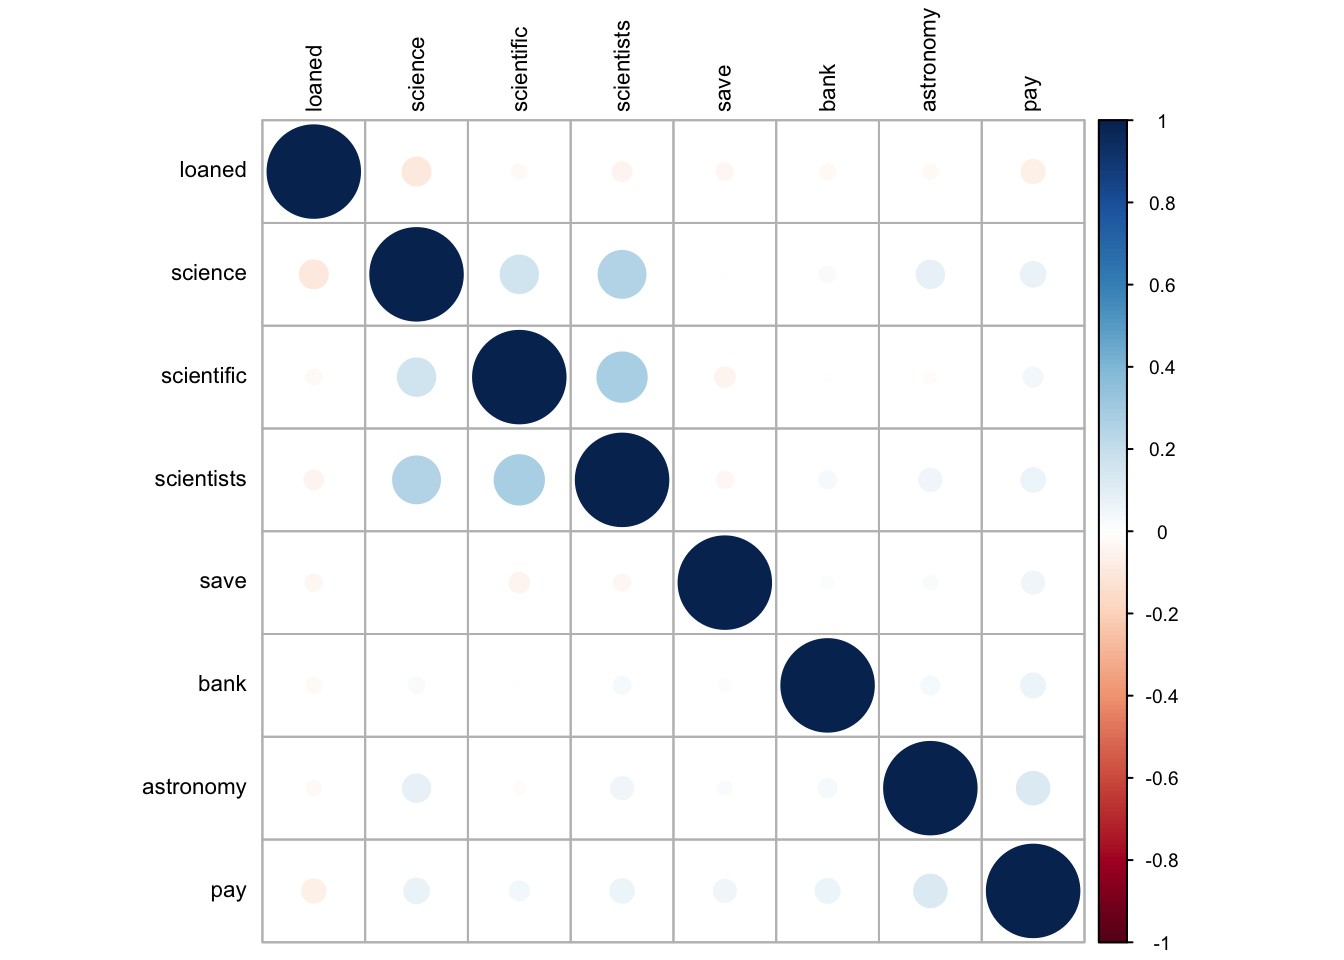 loaned
science
scientific
scientists
save
bank
astronomy
pay
loaned
science
scientific
scientists
save
bank
astronomy
pay
1
0.8
0.6
0.4
0.2
0
-0.2
-0.4
-0.6
-0.8
-1